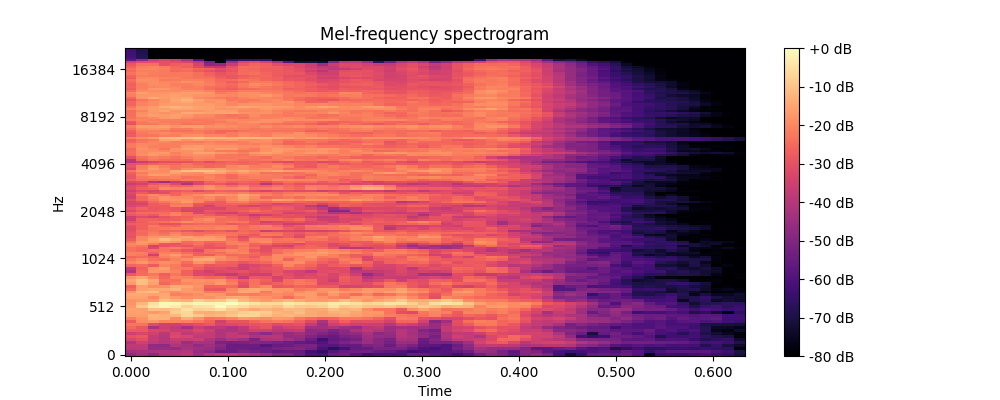 Mel-frequency spectrogram
Hz
16384
8192
4096
2048
1024
512
0
0.000 0.100 0.200 0.300 0.400 0.500 0.600
Time
+0 dB
-10 dB
-20 dB
-30 dB
-40 dB
-50 dB
-60 dB
-70 dB
-80 dB